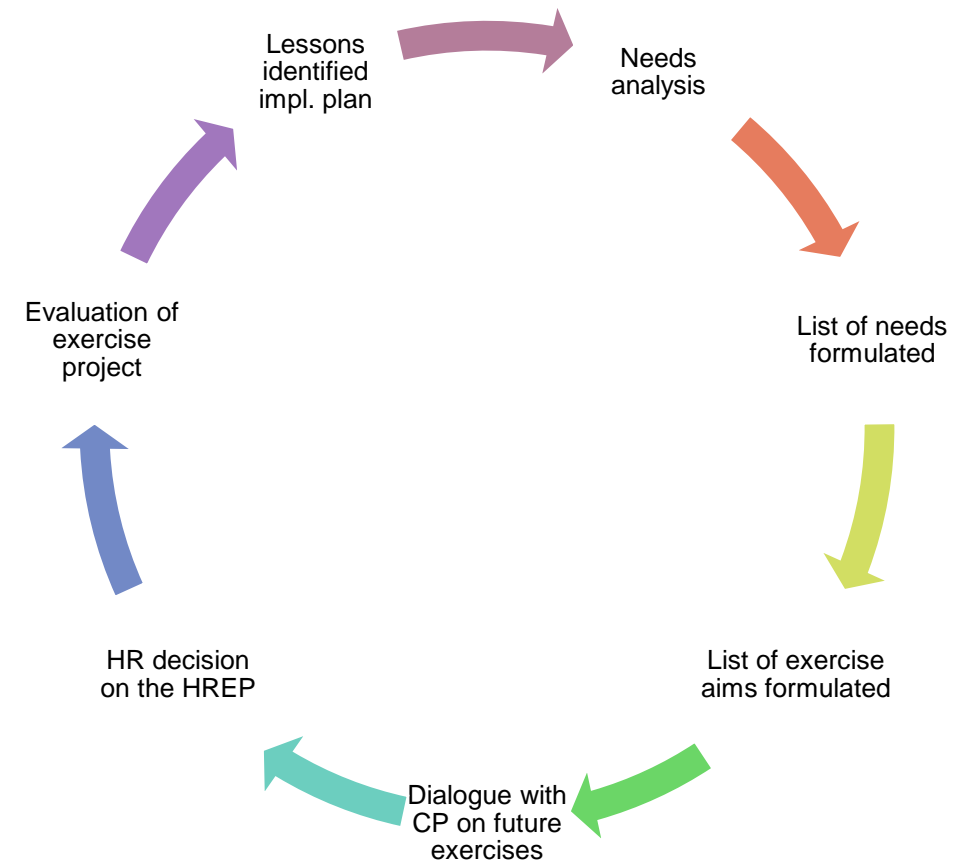 Lessons
identified
impl. plan
Needs
analysis
List of needs
formulated
List of exercise
aims formulated
Dialogue with
CP on future
exercises
HR decision
on the HREP
Evaluation of
exercise
project